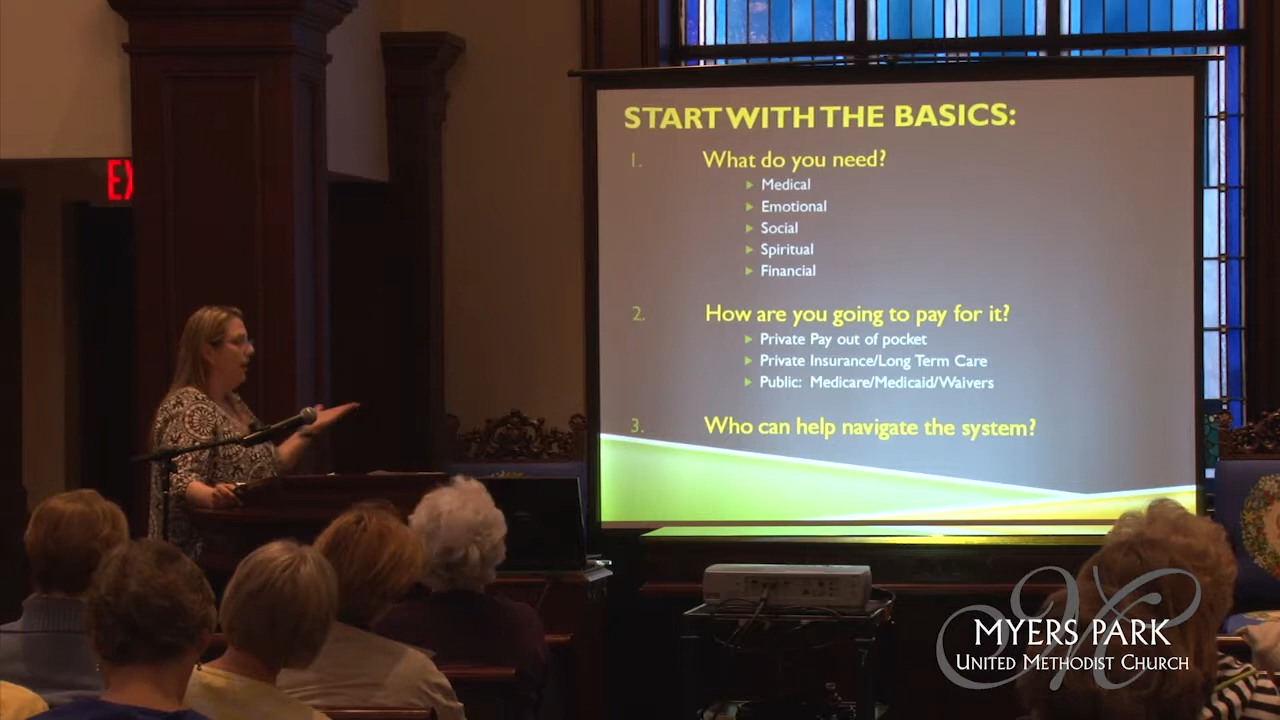 EX
START WITH THE BASICS:
1. What do you need?
Medical
Emotional
Social
Spiritual
Financial
2. How are you going to pay for it?
Private Pay out of pocket
Private Insurance/Long Term Care
Public: Medicare/Medicaid/Waivers
3. Who can help navigate the system?
MYERS PARK
UNITED METHODIST CHURCH